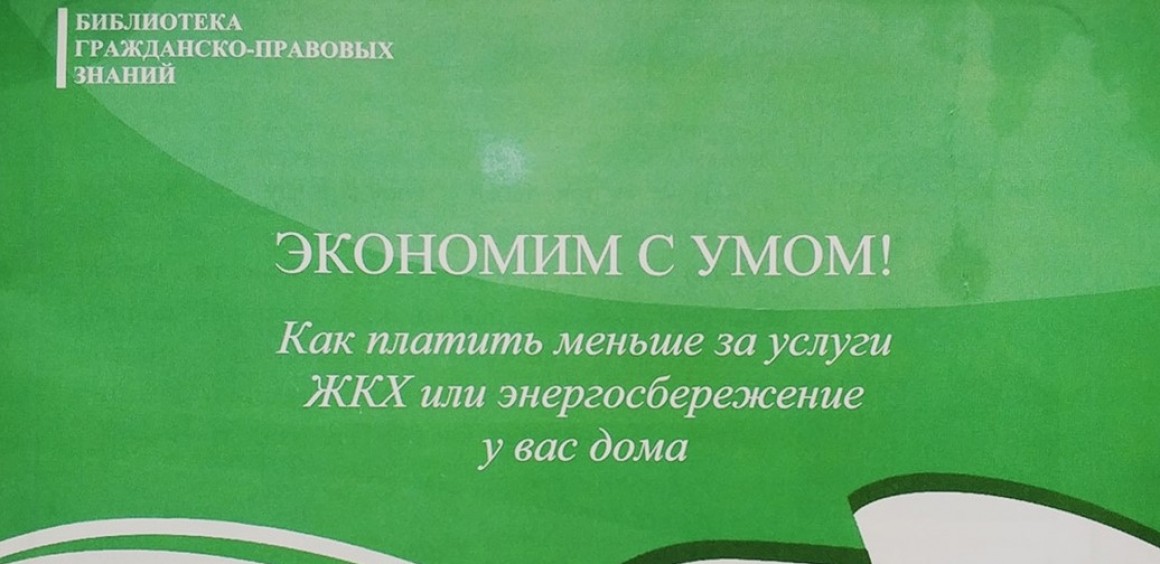 БИБЛИОТЕКА
ГРАЖДАНСКО-ПРАВОВЫХ
ЗНАНИЙ
ЭКОНОМИМ С УМОМ!
Как платить меньше за услуги
ЖКХ или энергосбережение
у вас дома